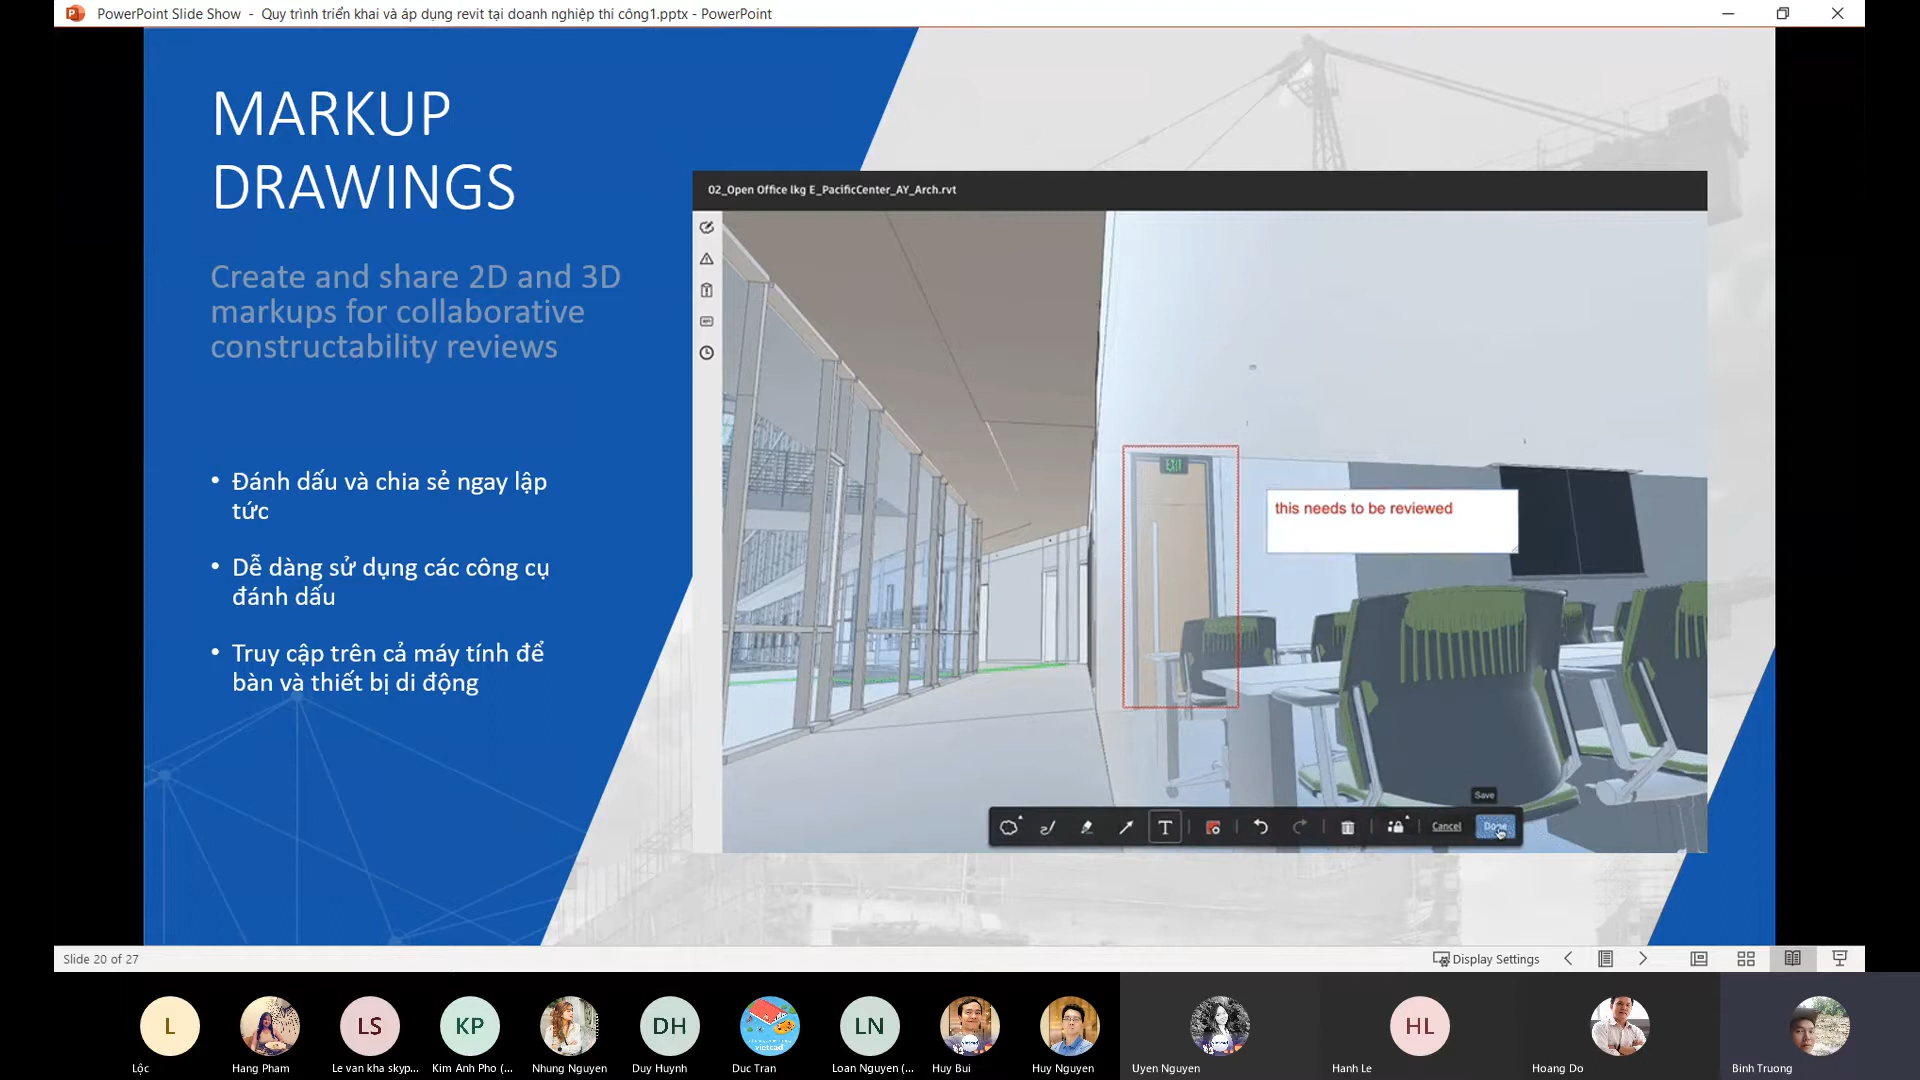 PowerPoint Slide Show - Quy trình triển khai và áp dụng revit tại doanh nghiệp thi công1.pptx - PowerPoint
MARKUP
DRAWINGS
Create and share 2D and 3D
markups for collaborative
constructability reviews
• Đánh dấu và chia sẻ ngay lập
tức
• Dễ dàng sử dụng các công cụ
đánh dấu
• Truy cập trên cả máy tính để
bàn và thiết bị di động
02_Open Office lkg E_PacificCenter_AY_Arch.rvt
EXIT
this needs to be reviewed
Save
T
Cancel
Done
Slide 20 of 27
Display Settings
L
LS
KP
DH
vietcad
LN
HL
Lộc
Hang Pham
Le van kha skyp...
Kim Anh Pho (...
Nhung Nguyen
Duy Huynh
Duc Tran
Loan Nguyen (...
Huy Bui
Huy Nguyen
Uyen Nguyen
Hanh Le
Hoang Do
Binh Truong